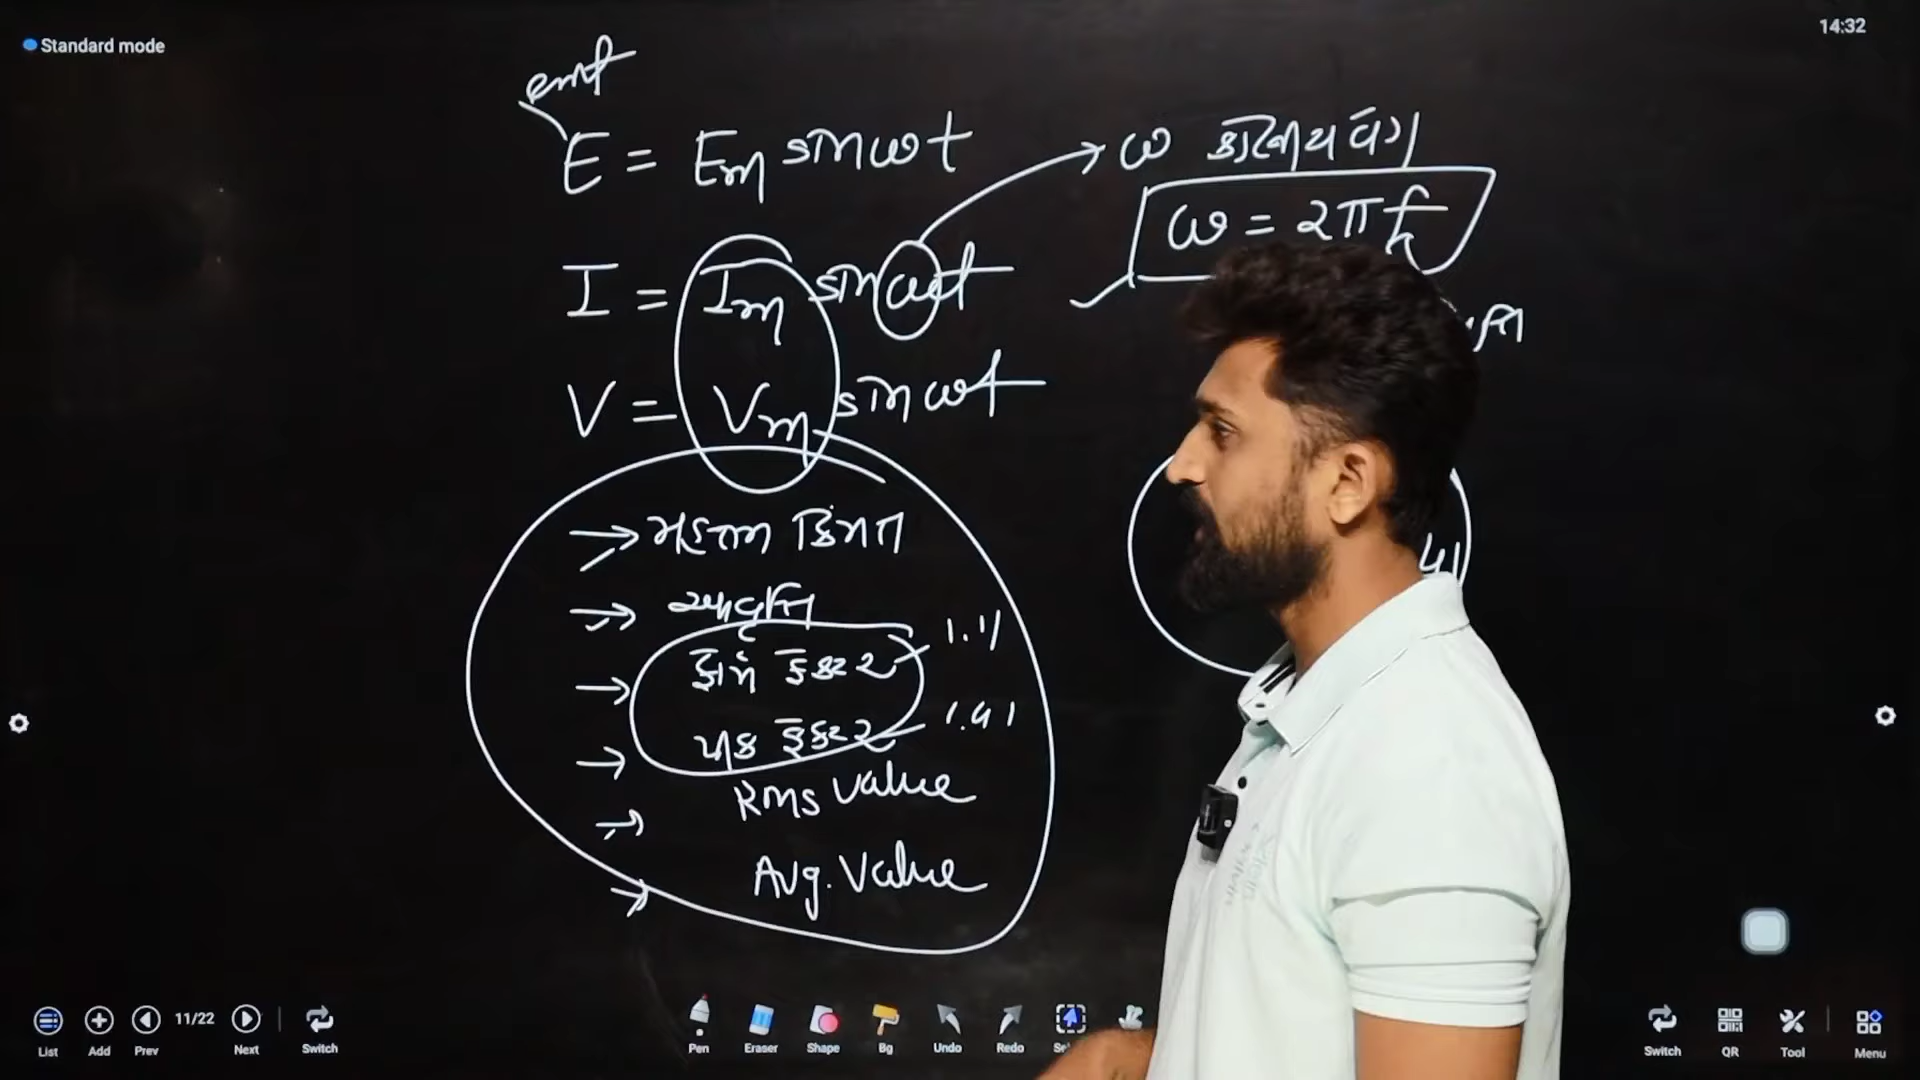 Standard mode
14:32
emf
E = Em sinωt
→ ω કોણીય વેગ
ω = 2πf
I = Im sinωt
V = Vm sinωt
→ મહત્તમ કિંમત
→ આવૃત્તિ
→ ફોર્મ ફેક્ટર 1.11
→ પીક ફેક્ટર 1.41
→ RMS Value
→ Avg. Value
List
Add
Prev
11/22
Next
Switch
Pen
Eraser
Shape
Bg
Undo
Redo
Switch
QR
Tool
Menu